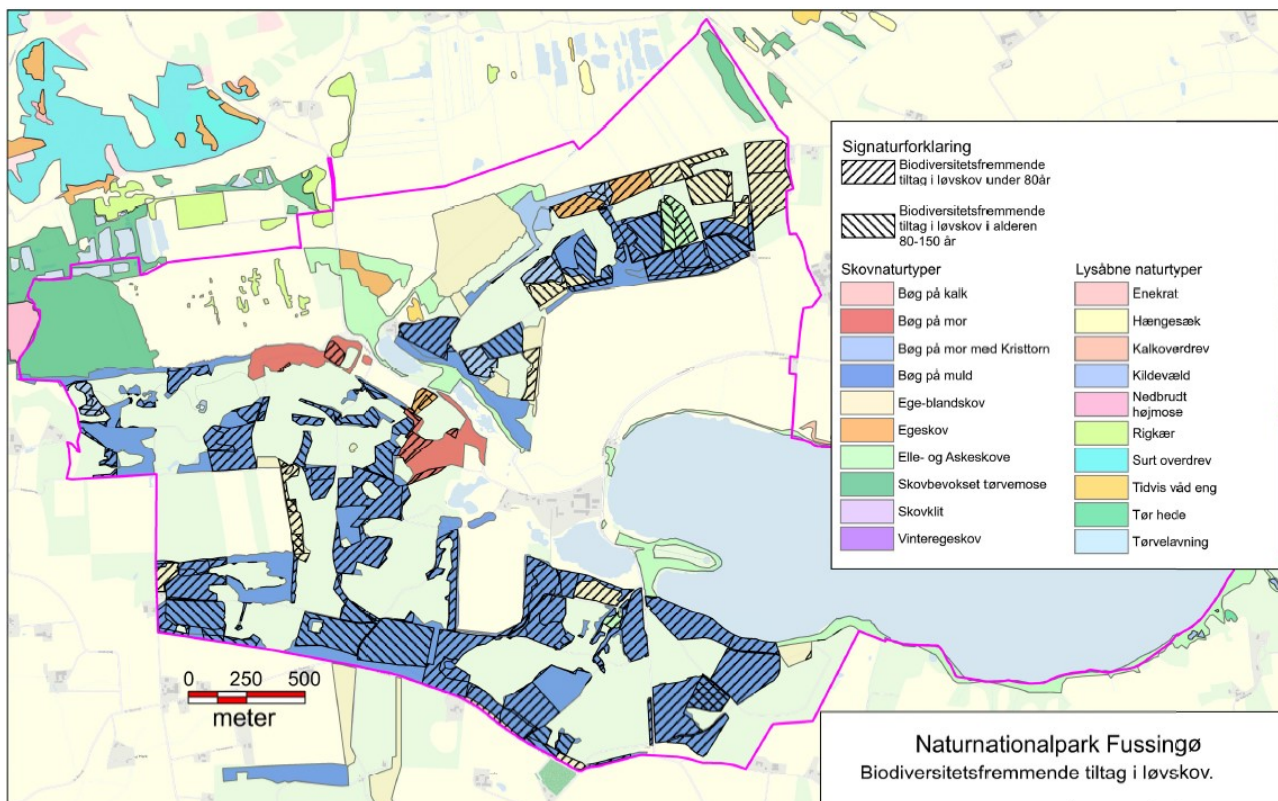 Signaturforklaring
Biodiversitetsfremmende
tiltag i løvskov under 80år
Biodiversitetsfremmende
tiltag i løvskov i alderen
80-150 år
Skovnaturtyper
Bøg på kalk
Bøg på mor
Bøg på mor med Kristtorn
Bøg på muld
Ege-blandskov
Egeskov
Elle- og Askeskove
Skovbevokset tørvemose
Skovklit
Vinteregeskov
Lysåbne naturtyper
Enekrat
Hængesæk
Kalkoverdrev
Kildevæld
Nedbrudt
højmose
Rigkær
Surt overdrev
Tidvis våd eng
Tør hede
Tørvelavning
0 250 500
meter
Naturnationalpark Fussingø
Biodiversitetsfremmende tiltag i løvskov.